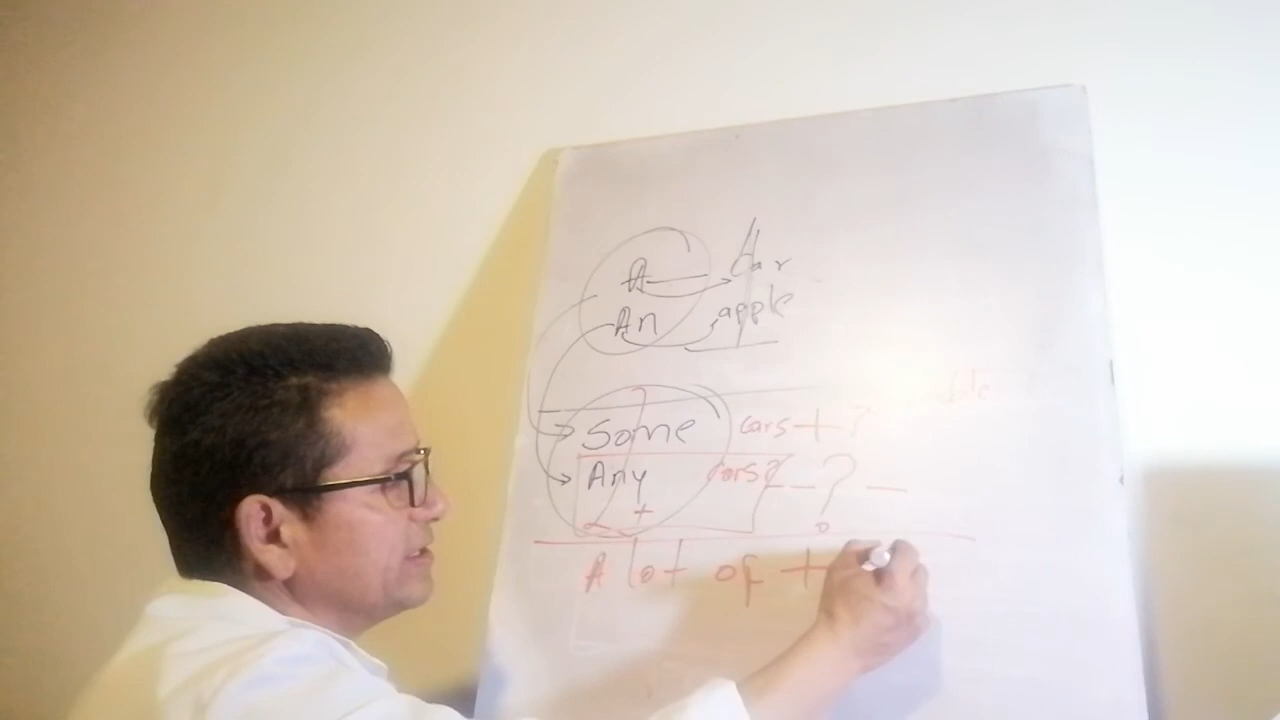 A car
An apple
Some cars + ?
Any cars? - ? -
+
A lot of +